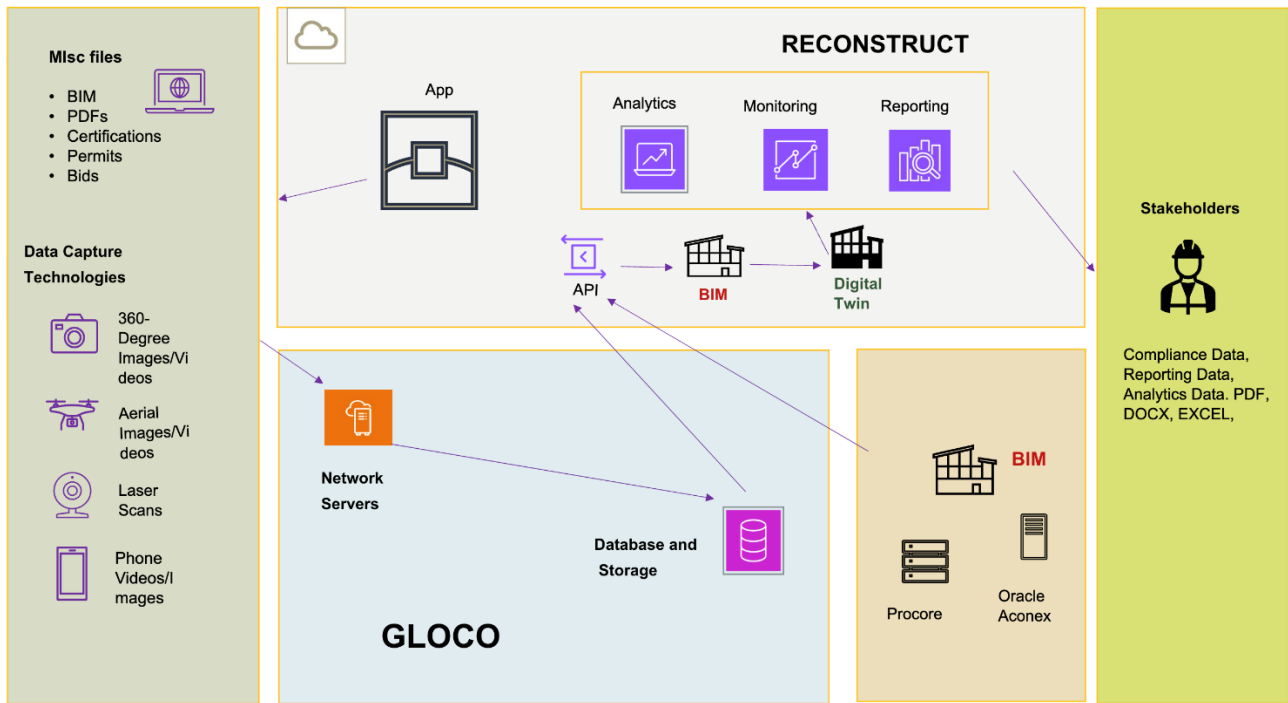 MIsc files
• BIM
• PDFs
• Certifications
• Permits
• Bids
Data Capture
Technologies
360-
Degree
Images/Vi
deos
Aerial
Images/Vi
deos
Laser
Scans
Phone
Videos/I
mages
RECONSTRUCT
App
Analytics
Monitoring
Reporting
API
BIM
Digital
Twin
Network
Servers
Database and
Storage
GLOCO
BIM
Procore
Oracle
Aconex
Stakeholders
Compliance Data,
Reporting Data,
Analytics Data. PDF,
DOCX, EXCEL,